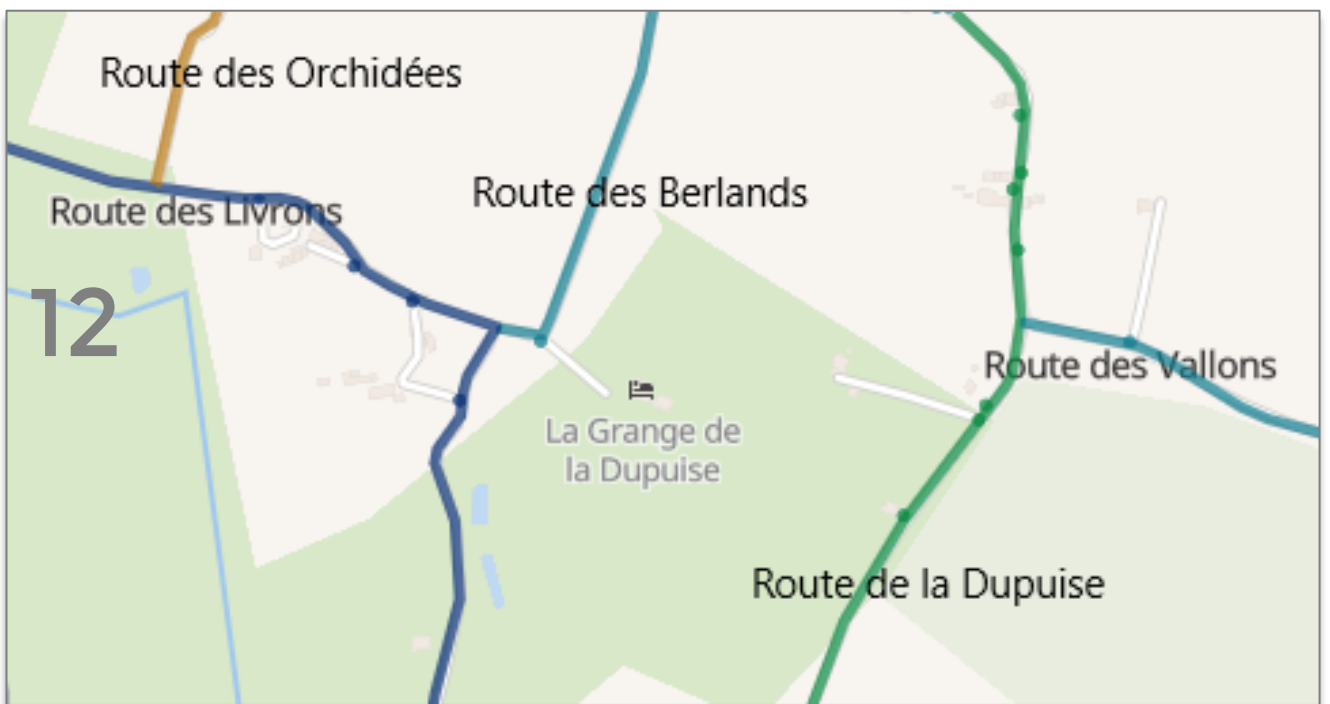 Route des Orchidées
Route des Berlands
Route des Livrons
12
Route des Vallons
La Grange de
la Dupuise
Route de la Dupuise